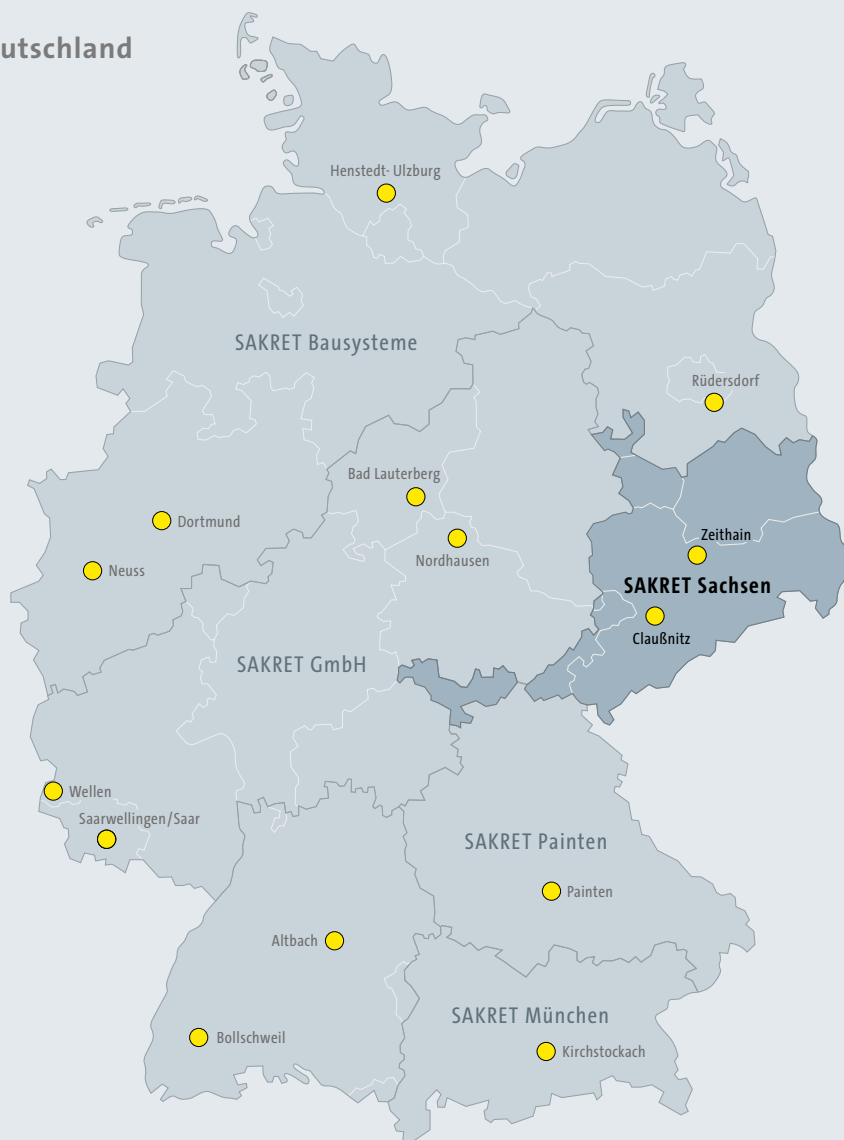 utschland
Henstedt- Ulzburg
SAKRET Bausysteme
Rüdersdorf
Bad Lauterberg
Dortmund
Zeithain
Nordhausen
Neuss
SAKRET Sachsen
Claußnitz
SAKRET GmbH
Wellen
Saarwellingen/Saar
SAKRET Painten
Painten
Altbach
SAKRET München
Bollschweil
Kirchstockach